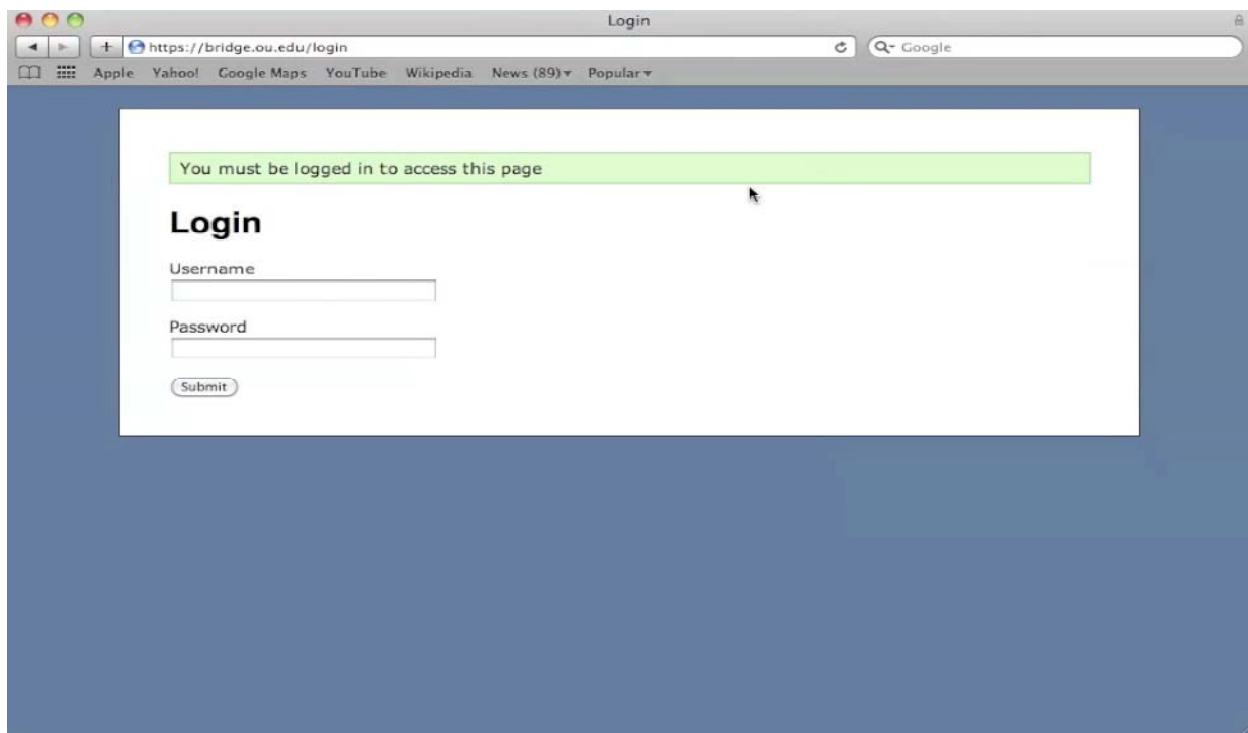 Login
https://bridge.ou.edu/login
Google
Apple Yahoo! Google Maps YouTube Wikipedia News (89) Popular
You must be logged in to access this page
Login
Username
Password
Submit